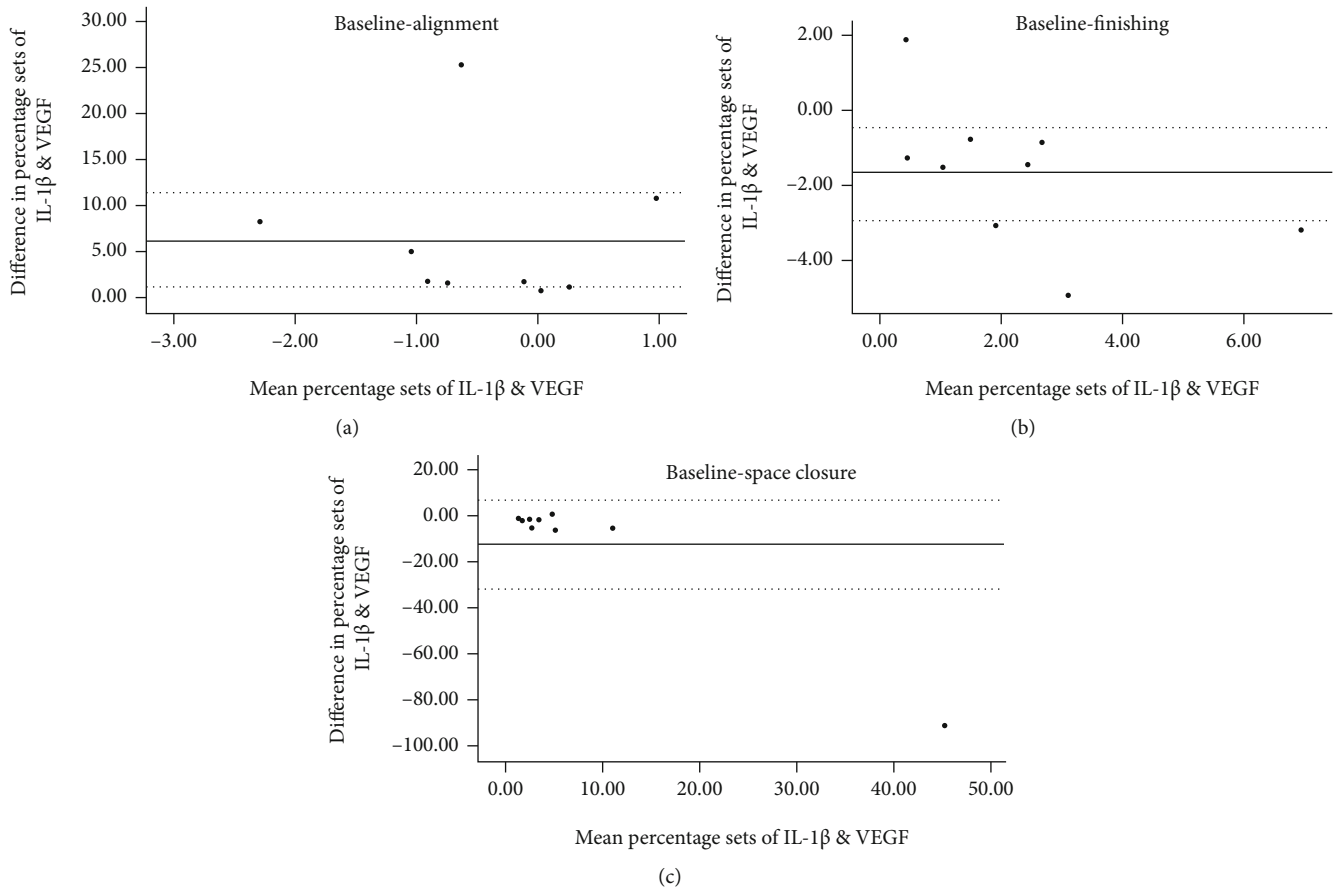 Baseline-alignment
Difference in percentage sets of
IL-1β & VEGF
30.00
25.00
20.00
15.00
10.00
5.00
0.00
−3.00 −2.00 −1.00 0.00 1.00
Mean percentage sets of IL-1β & VEGF
(a)
Baseline-finishing
Difference in percentage sets of
IL-1β & VEGF
2.00
0.00
−2.00
−4.00
0.00 2.00 4.00 6.00
Mean percentage sets of IL-1β & VEGF
(b)
Baseline-space closure
Difference in percentage sets of
IL-1β & VEGF
20.00
0.00
−20.00
−40.00
−60.00
−80.00
−100.00
0.00 10.00 20.00 30.00 40.00 50.00
Mean percentage sets of IL-1β & VEGF
(c)